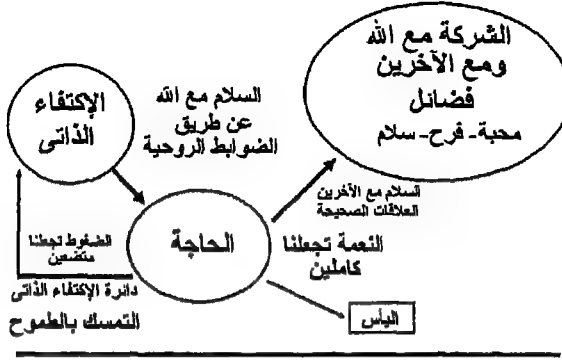 الشركة مع الله
ومع الآخرين
فضائل
محبة - فرح - سلام
السلام مع الله
عن طريق
الضوابط الروحية
الإكتفاء
الذاتى
السلام مع الآخرين
العلاقات الصحيحة
النعمة تجعلنا
كاملين
الحاجة
الضغوط تجعلنا
متضعين
دائرة الإكتفاء الذاتى
التمسك بالطموح
اليأس